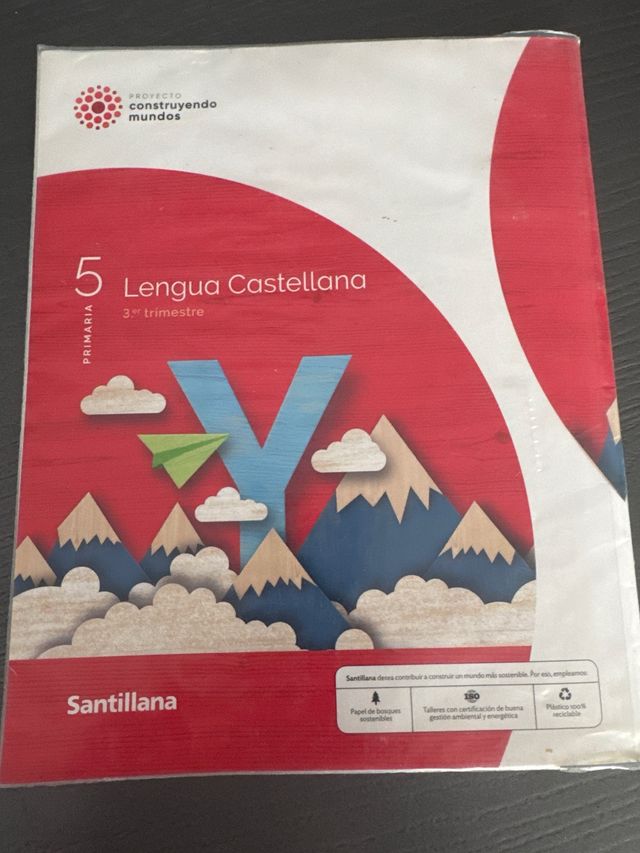 PROYECTO
construyendo
mundos
5
PRIMARIA
Lengua Castellana
3.er trimestre
Y
Santillana
Santillana desea contribuir a construir un mundo más sostenible. Por eso, empleamos:
Papel de bosques
sostenibles
ISO
Talleres con certificación de buena
gestión ambiental y energética
Plástico 100%
reciclable